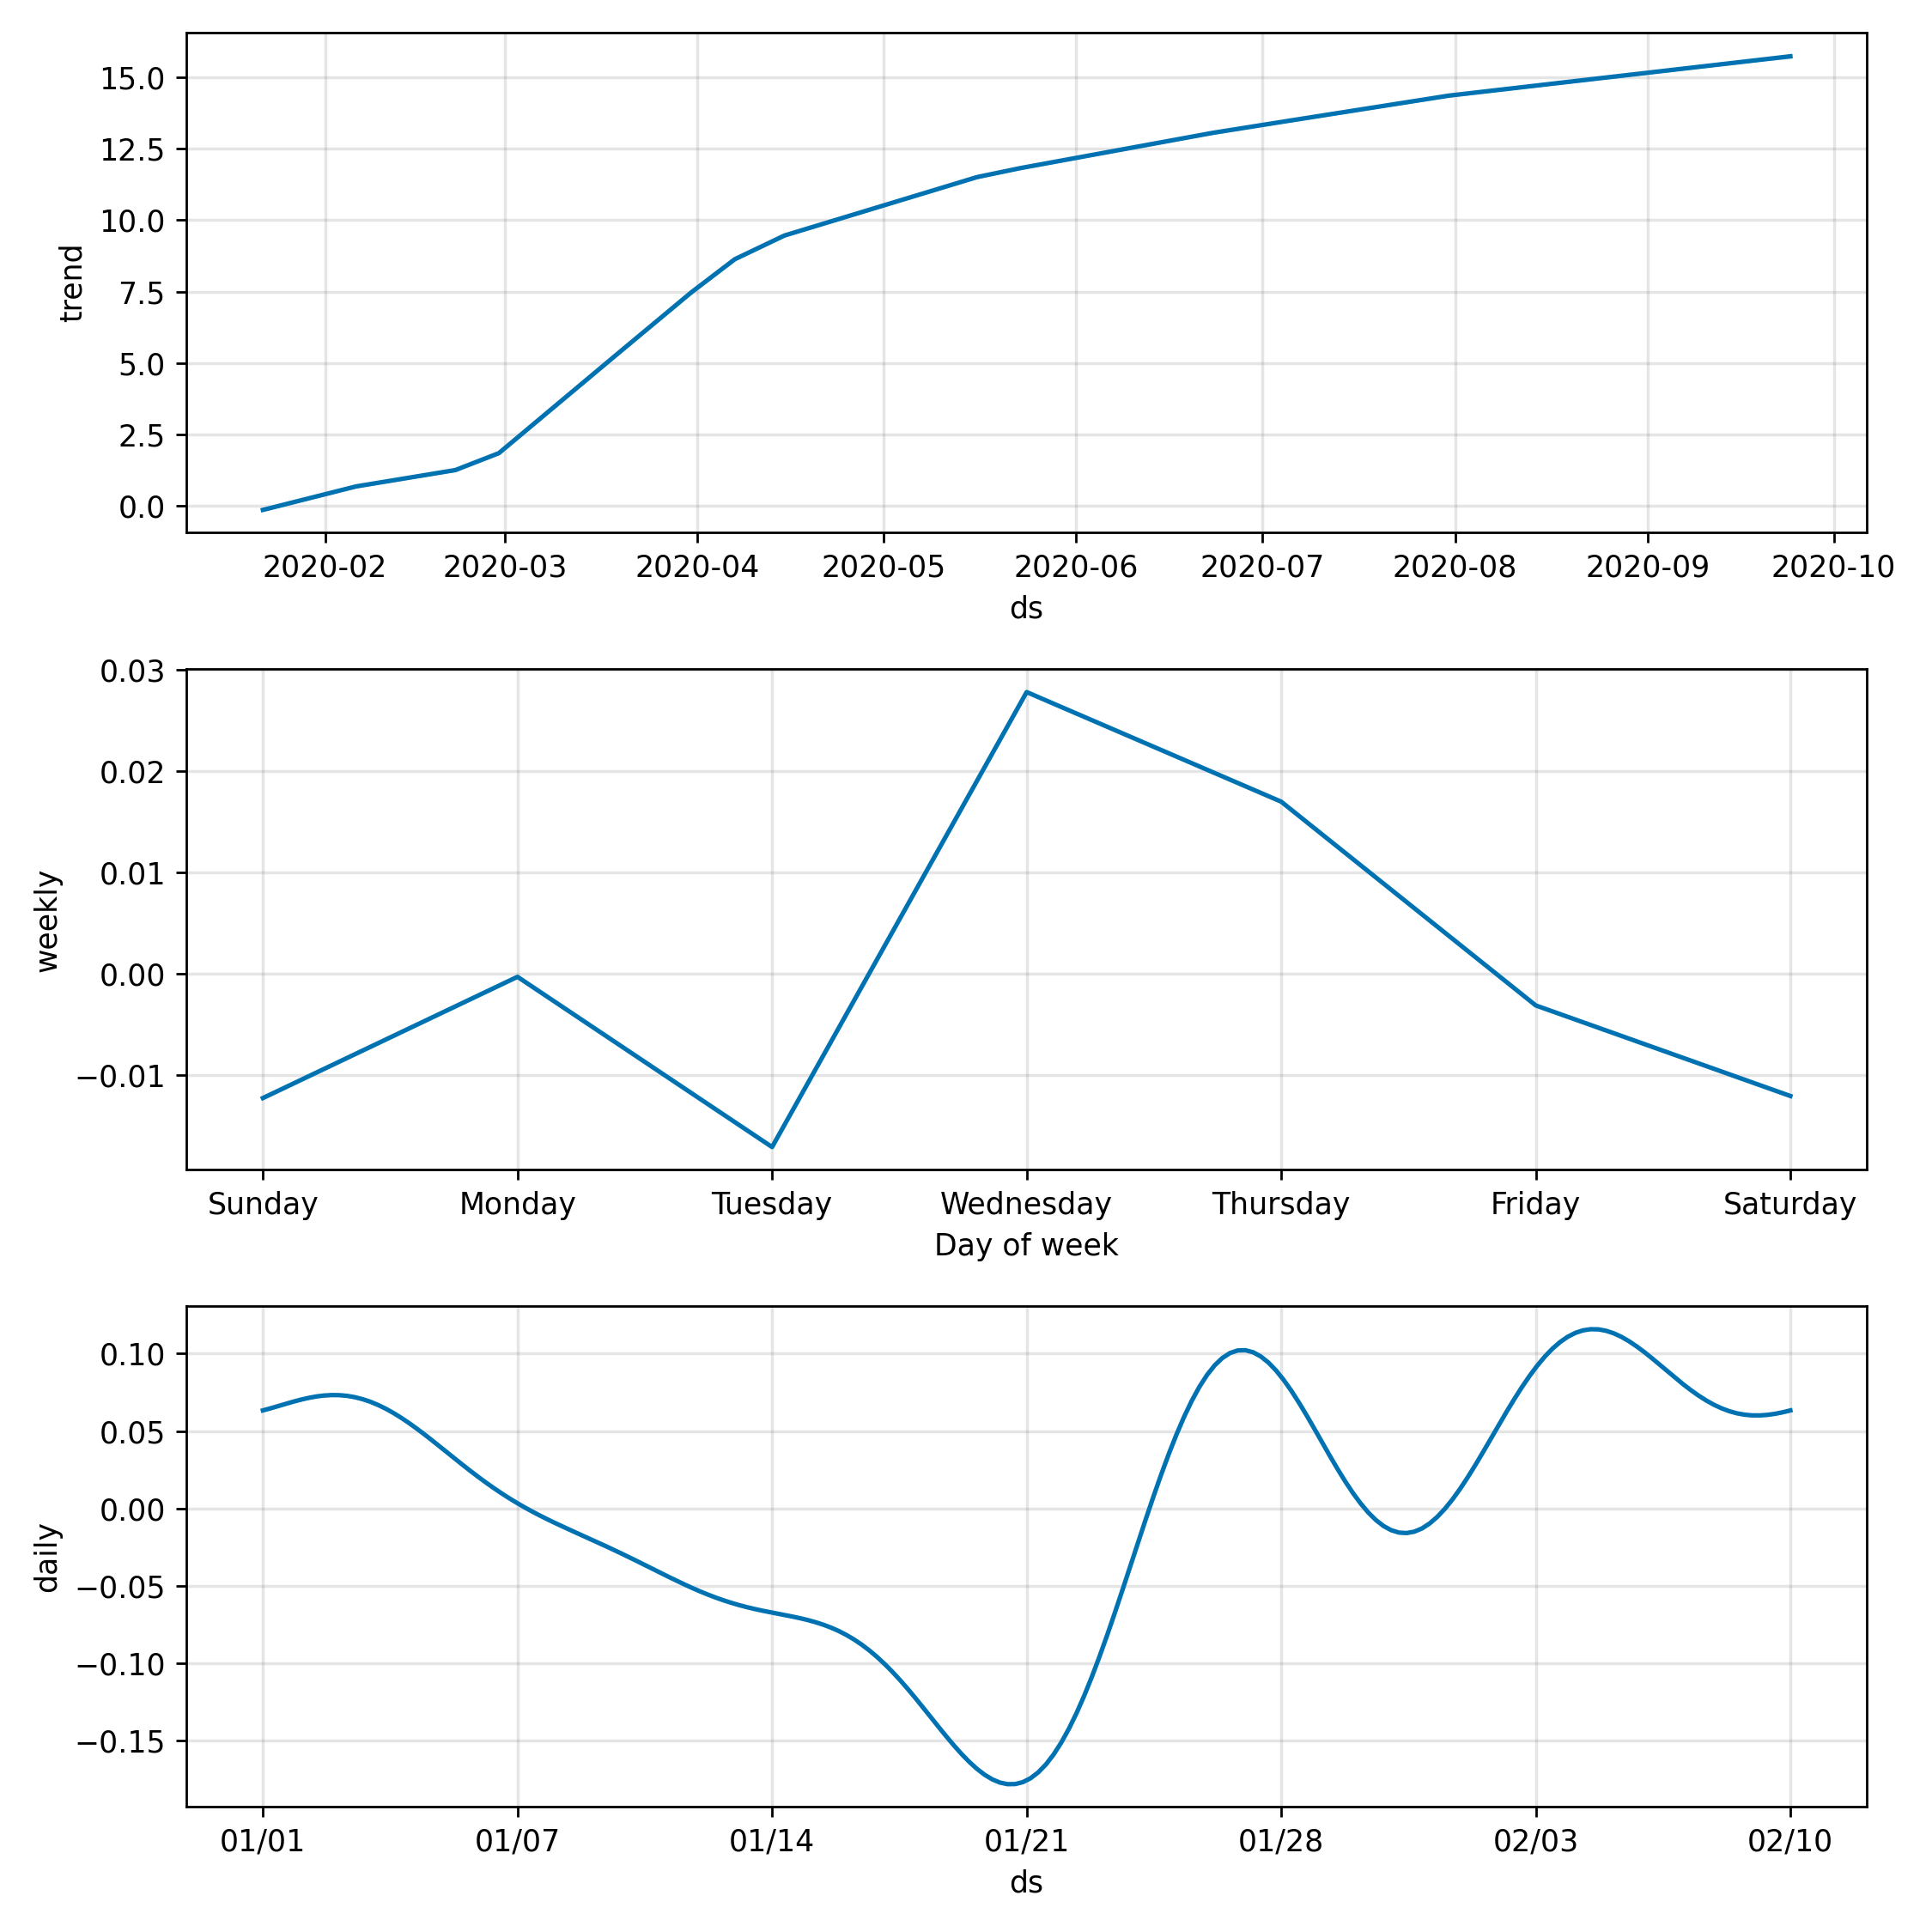 15.0
12.5
10.0
7.5
5.0
2.5
0.0
trend
2020-02 2020-03 2020-04 2020-05 2020-06 2020-07 2020-08 2020-09 2020-10
ds
0.03
0.02
0.01
0.00
−0.01
weekly
Sunday Monday Tuesday Wednesday Thursday Friday Saturday
Day of week
0.10
0.05
0.00
−0.05
−0.10
−0.15
daily
01/01 01/07 01/14 01/21 01/28 02/03 02/10
ds